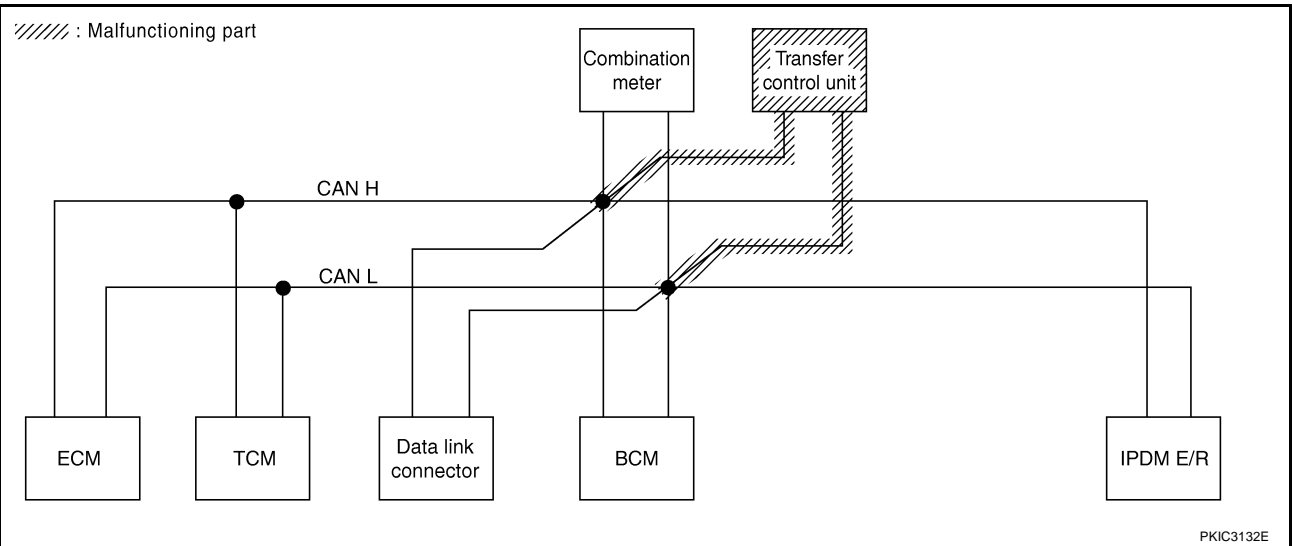 : Malfunctioning part
Combination
meter
Transfer
control unit
CAN H
CAN L
ECM
TCM
Data link
connector
BCM
IPDM E/R
PKIC3132E